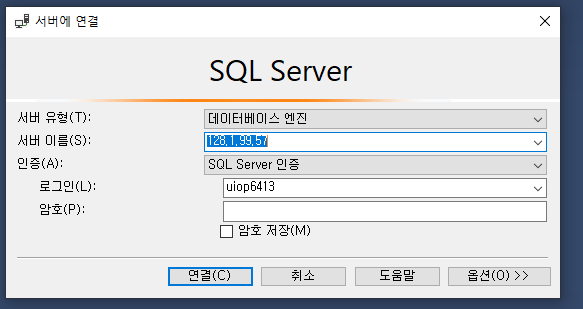 서버에 연결
SQL Server
서버 유형(T): 데이터베이스 엔진
서버 이름(S): 128.1.99.57
인증(A): SQL Server 인증
로그인(L): uiop6413
암호(P):
암호 저장(M)
연결(C) 취소 도움말 옵션(O) >>